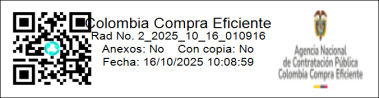 Colombia Compra Eficiente
Rad No. 2_2025_10_16_010916
Anexos: No Con copia: No
Fecha: 16/10/2025 10:08:59
Agencia Nacional
de Contratación Pública
Colombia Compra Eficiente